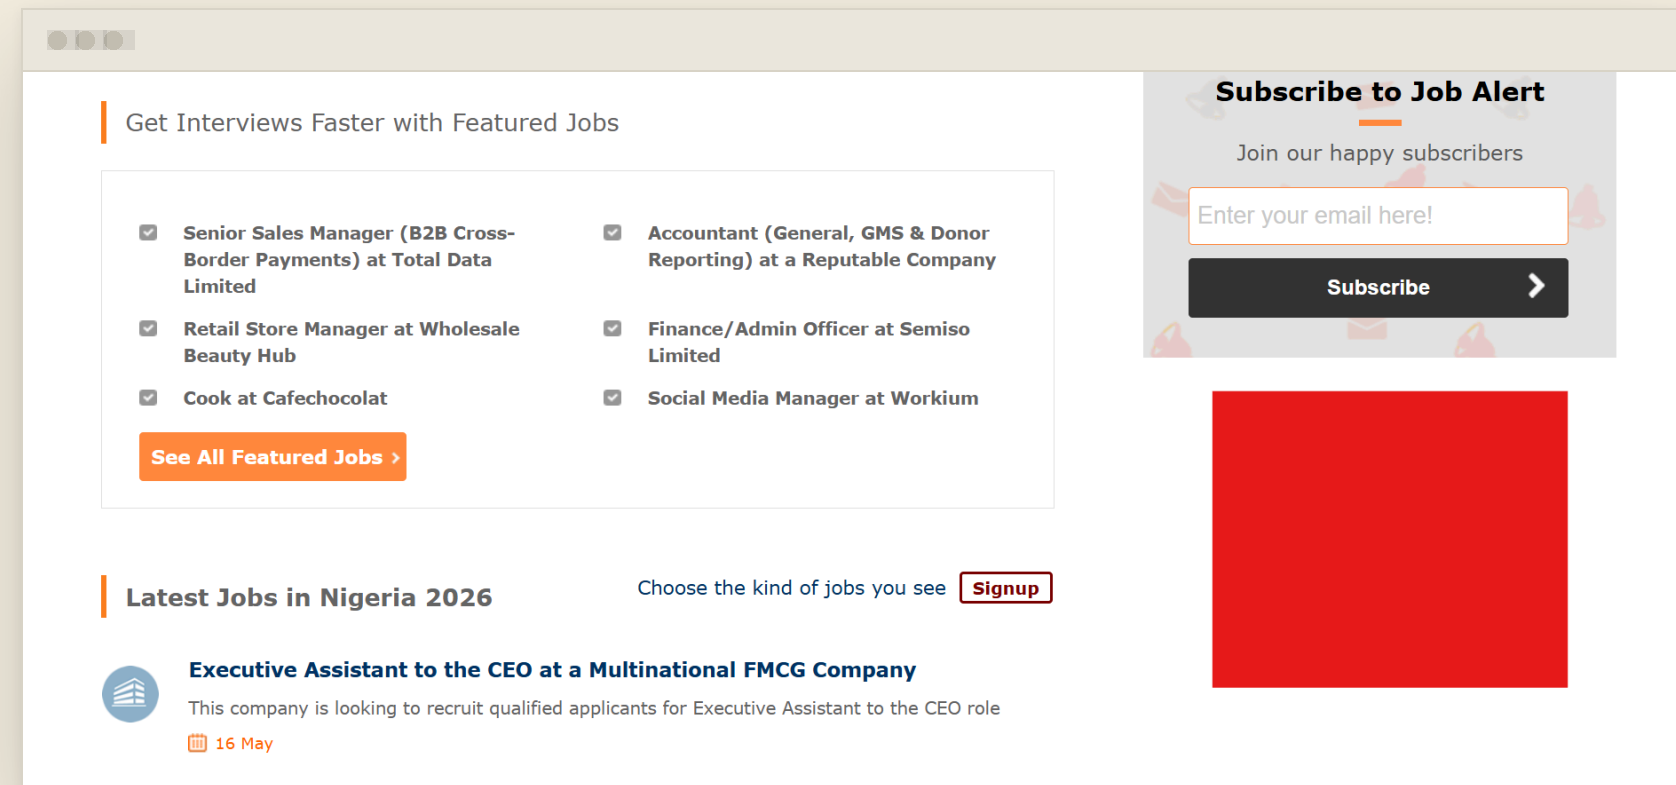 Get Interviews Faster with Featured Jobs
Senior Sales Manager (B2B Cross-
Border Payments) at Total Data
Limited
Accountant (General, GMS & Donor
Reporting) at a Reputable Company
Retail Store Manager at Wholesale
Beauty Hub
Finance/Admin Officer at Semiso
Limited
Cook at Cafechocolat
Social Media Manager at Workium
See All Featured Jobs
Latest Jobs in Nigeria 2026
Choose the kind of jobs you see
Signup
Executive Assistant to the CEO at a Multinational FMCG Company
This company is looking to recruit qualified applicants for Executive Assistant to the CEO role
16 May
Subscribe to Job Alert
Join our happy subscribers
Enter your email here!
Subscribe